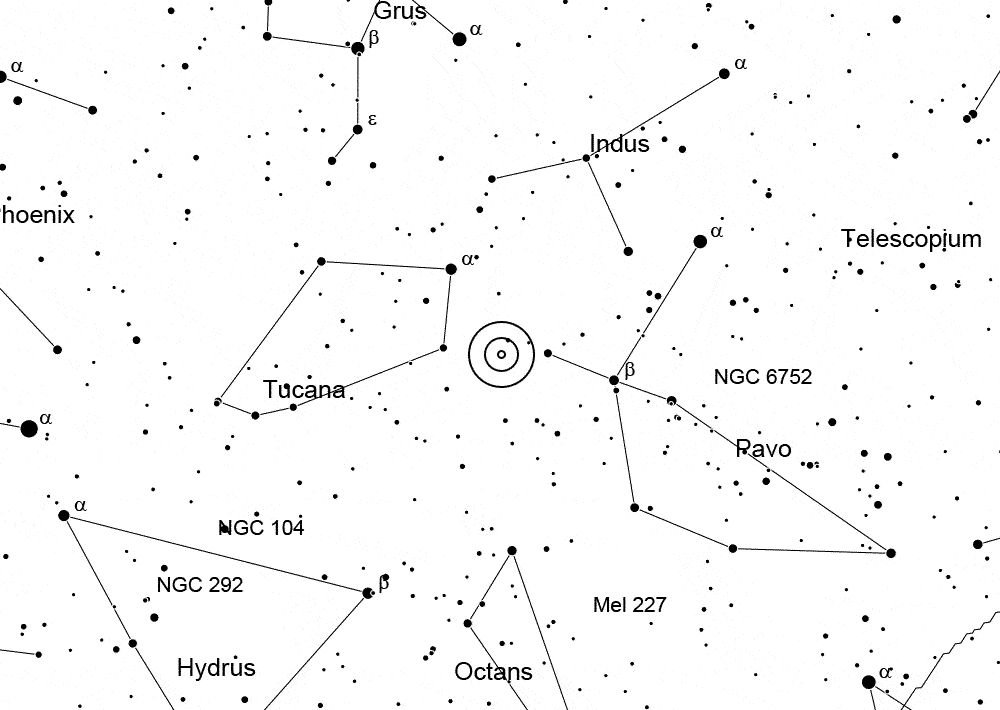 Grus
α
β
α
α
ε
Indus
hoenix
α
Telescopium
α
β
NGC 6752
Tucana
α
Pavo
α
NGC 104
β
NGC 292
Mel 227
Hydrus
Octans
α